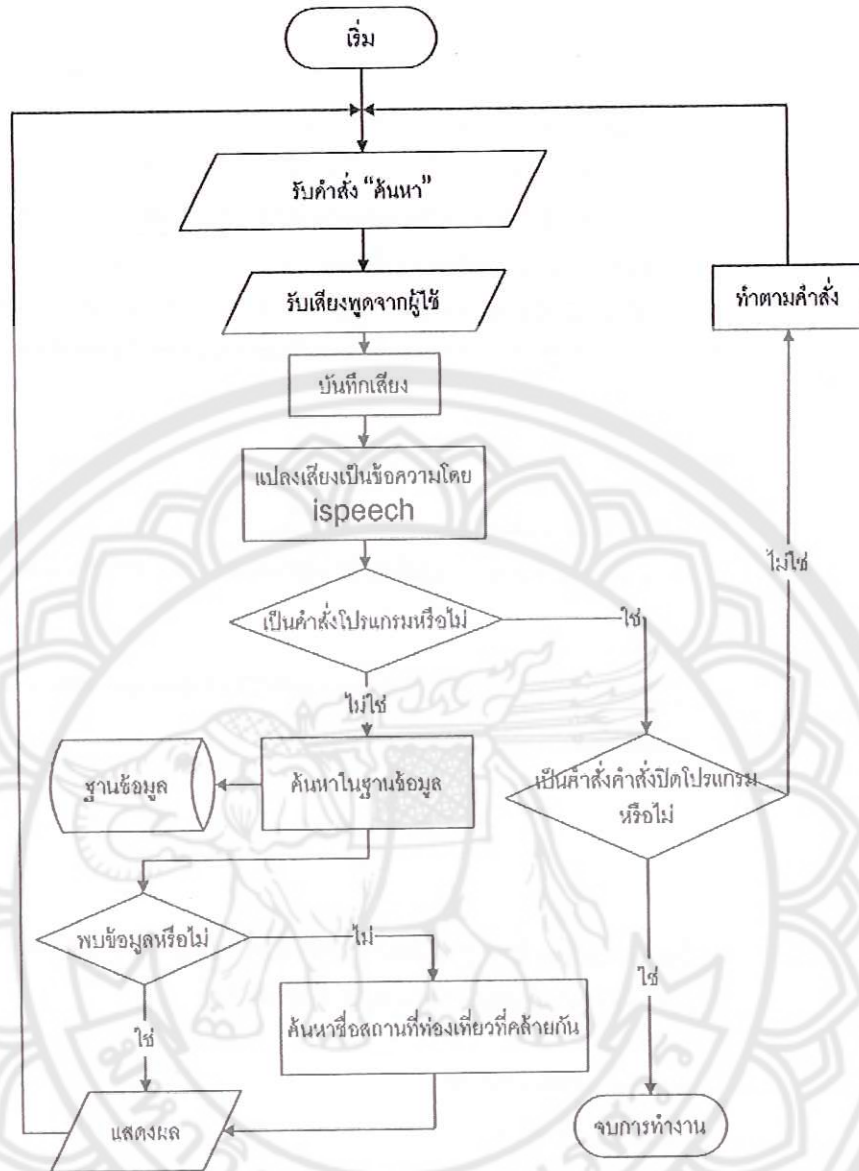 เริ่ม
รับคำสั่ง “ค้นหา”
รับเสียงพูดจากผู้ใช้
ทำตามคำสั่ง
บันทึกเสียง
แปลงเสียงเป็นข้อความโดย
ispeech
ไม่ใช่
เป็นคำสั่งโปรแกรมหรือไม่
ใช่
ไม่ใช่
ฐานข้อมูล
ค้นหาในฐานข้อมูล
เป็นคำสั่งคำสั่งปิดโปรแกรม
หรือไม่
พบข้อมูลหรือไม่
ไม่
ใช่
ค้นหาชื่อสถานที่ท่องเที่ยวที่คล้ายกัน
ใช่
แสดงผล
จบการทำงาน